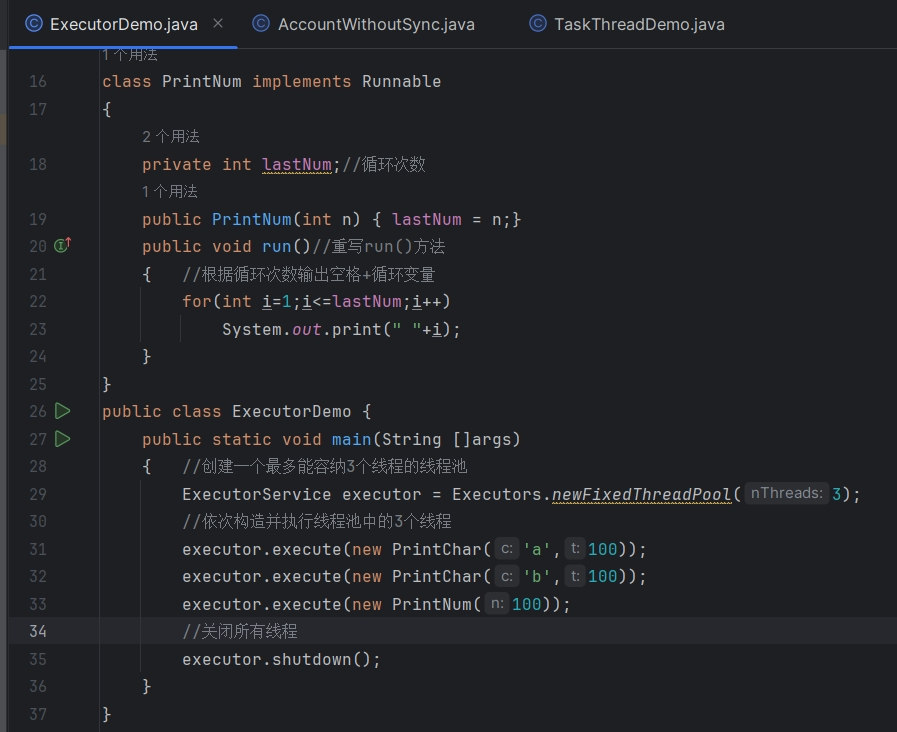 ExecutorDemo.java AccountWithoutSync.java TaskThreadDemo.java
1 个用法
16 class PrintNum implements Runnable
17 {
2 个用法
18 private int lastNum;//循环次数
1 个用法
19 public PrintNum(int n) { lastNum = n;}
20 public void run()//重写run()方法
21 { //根据循环次数输出空格+循环变量
22 for(int i=1;i<=lastNum;i++)
23 System.out.print(" "+i);
24 }
25 }
26 public class ExecutorDemo {
27 public static void main(String []args)
28 { //创建一个最多能容纳3个线程的线程池
29 ExecutorService executor = Executors.newFixedThreadPool( nThreads: 3);
30 //依次构造并执行线程池中的3个线程
31 executor.execute(new PrintChar( c: 'a', t: 100));
32 executor.execute(new PrintChar( c: 'b', t: 100));
33 executor.execute(new PrintNum( n: 100));
34 //关闭所有线程
35 executor.shutdown();
36 }
37 }